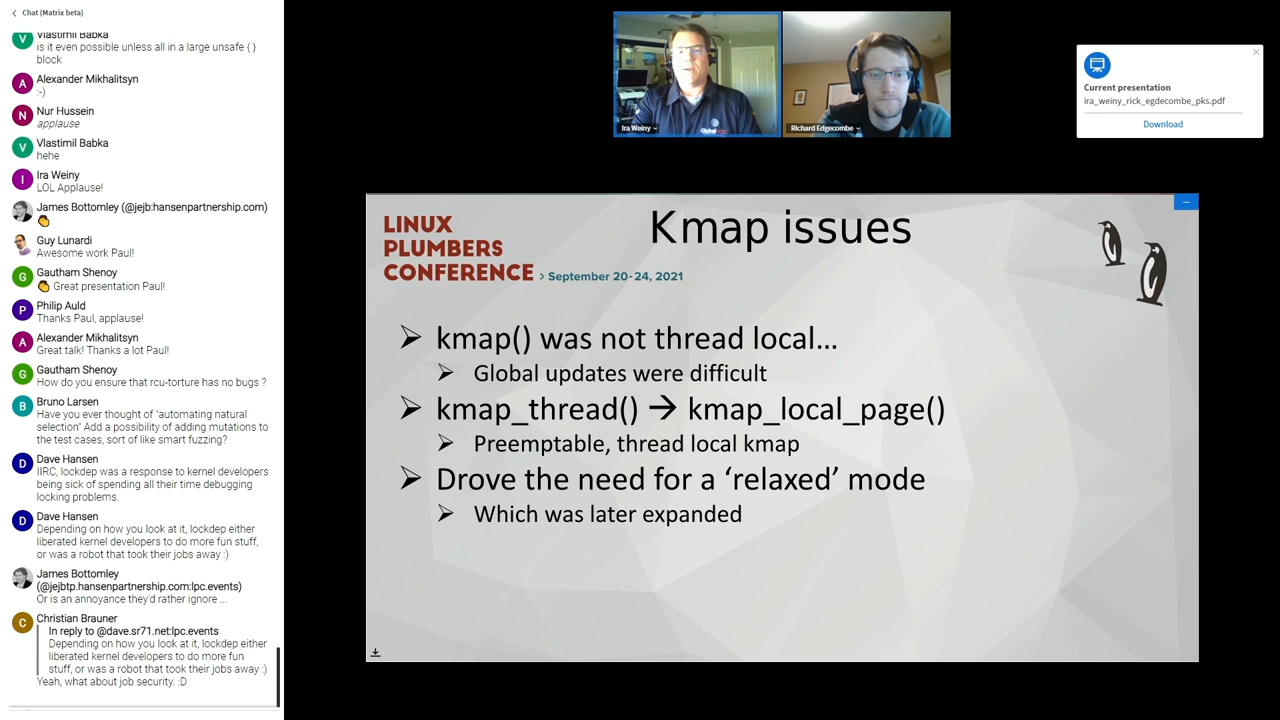 Chat (Matrix beta)
Vlastimil Babka
is it even possible unless all in a large unsafe { }
block
Alexander Mikhalitsyn
:-)
Nur Hussein
applause
Vlastimil Babka
hehe
Ira Weiny
LOL Applause!
James Bottomley (@jejb:hansenpartnership.com)
Guy Lunardi
Awesome work Paul!
Gautham Shenoy
Great presentation Paul!
Philip Auld
Thanks Paul, applause!
Alexander Mikhalitsyn
Great talk! Thanks a lot Paul!
Gautham Shenoy
How do you ensure that rcu-torture has no bugs ?
Bruno Larsen
Have you ever thought of "automating natural
selection" Add a possibility of adding mutations to
the test cases, sort of like smart fuzzing?
Dave Hansen
IIRC, lockdep was a response to kernel developers
being sick of spending all their time debugging
locking problems.
Dave Hansen
Depending on how you look at it, lockdep either
liberated kernel developers to do more fun stuff,
or was a robot that took their jobs away :)
James Bottomley
(@jejbtp.hansenpartnership.com:lpc.events)
Or is an annoyance they'd rather ignore ...
Christian Brauner
In reply to @dave.sr71.net:lpc.events
Depending on how you look at it, lockdep either
liberated kernel developers to do more fun
stuff, or was a robot that took their jobs away :)
Yeah, what about job security. :D
V
A
N
V
I
G
P
A
G
B
D
D
C
Ira Weiny
Richard Edgecombe
Current presentation
ira_weiny_rick_egdecombe_pks.pdf
Download
LINUX
PLUMBERS
CONFERENCE
> September 20-24, 2021
Kmap issues
➢ kmap() was not thread local...
➢ Global updates were difficult
➢ kmap_thread() → kmap_local_page()
➢ Preemptable, thread local kmap
➢ Drove the need for a ‘relaxed’ mode
➢ Which was later expanded